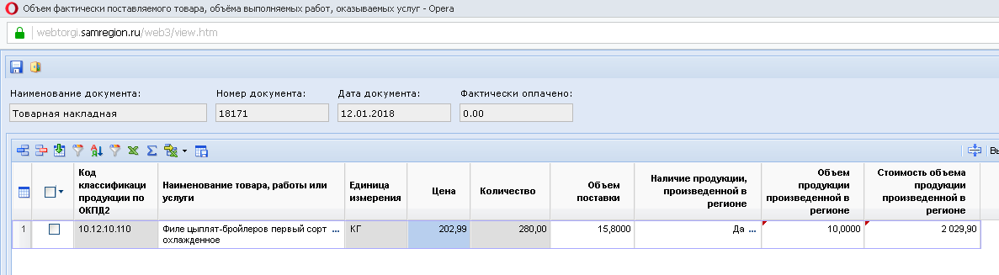 Объем фактически поставляемого товара, объёма выполняемых работ, оказываемых услуг - Opera
webtorgi.samregion.ru/web3/view.htm
Наименование документа: Номер документа: Дата документа: Фактически оплачено:
Товарная накладная 18171 12.01.2018 0.00
Вы
Код классификаци продукции по ОКПД2 Наименование товара, работы или услуги Единица измерения Цена Количество Объем поставки Наличие продукции, произведенной в регионе Объем продукции произведенной в регионе Стоимость объема продукции произведенной в регионе
1 10.12.10.110 Филе цыплят-бройлеров первый сорт охлажденное ... КГ 202,99 280,00 15,8000 Да ... 10,0000 2 029,90